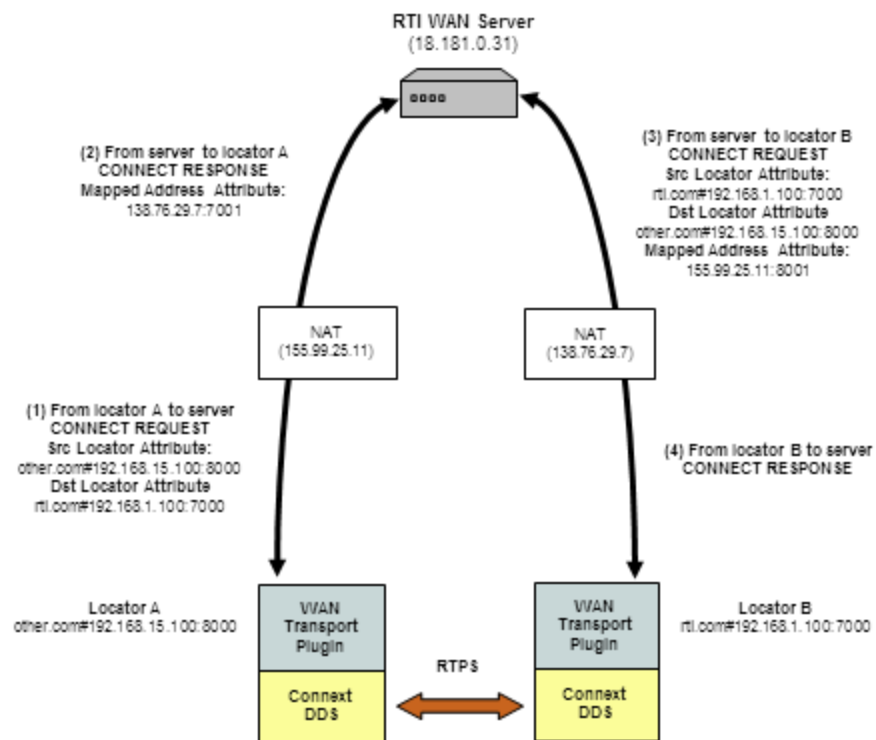 RTI WAN Server
(18.181.0.31)
(2) From server to locator A
CONNECT RESPONSE
Mapped Address Attribute:
138.76.29.7:7001
(3) From server to locator B
CONNECT REQUEST
Src Locator Attribute:
rti.com#192.168.1.100:7000
Dst Locator Attribute
other.com#192.168.15.100:8000
Mapped Address Attribute:
155.99.25.11:8001
NAT
(155.99.25.11)
NAT
(138.76.29.7)
(1) From locator A to server
CONNECT REQUEST
Src Locator Attribute:
other.com#192.168.15.100:8000
Dst Locator Attribute
rti.com#192.168.1.100:7000
(4) From locator B to server
CONNECT RESPONSE
Locator A
other.com#192.168.15.100:8000
WAN
Transport
Plugin
WAN
Transport
Plugin
Locator B
rti.com#192.168.1.100:7000
RTPS
Connext
DDS
Connext
DDS